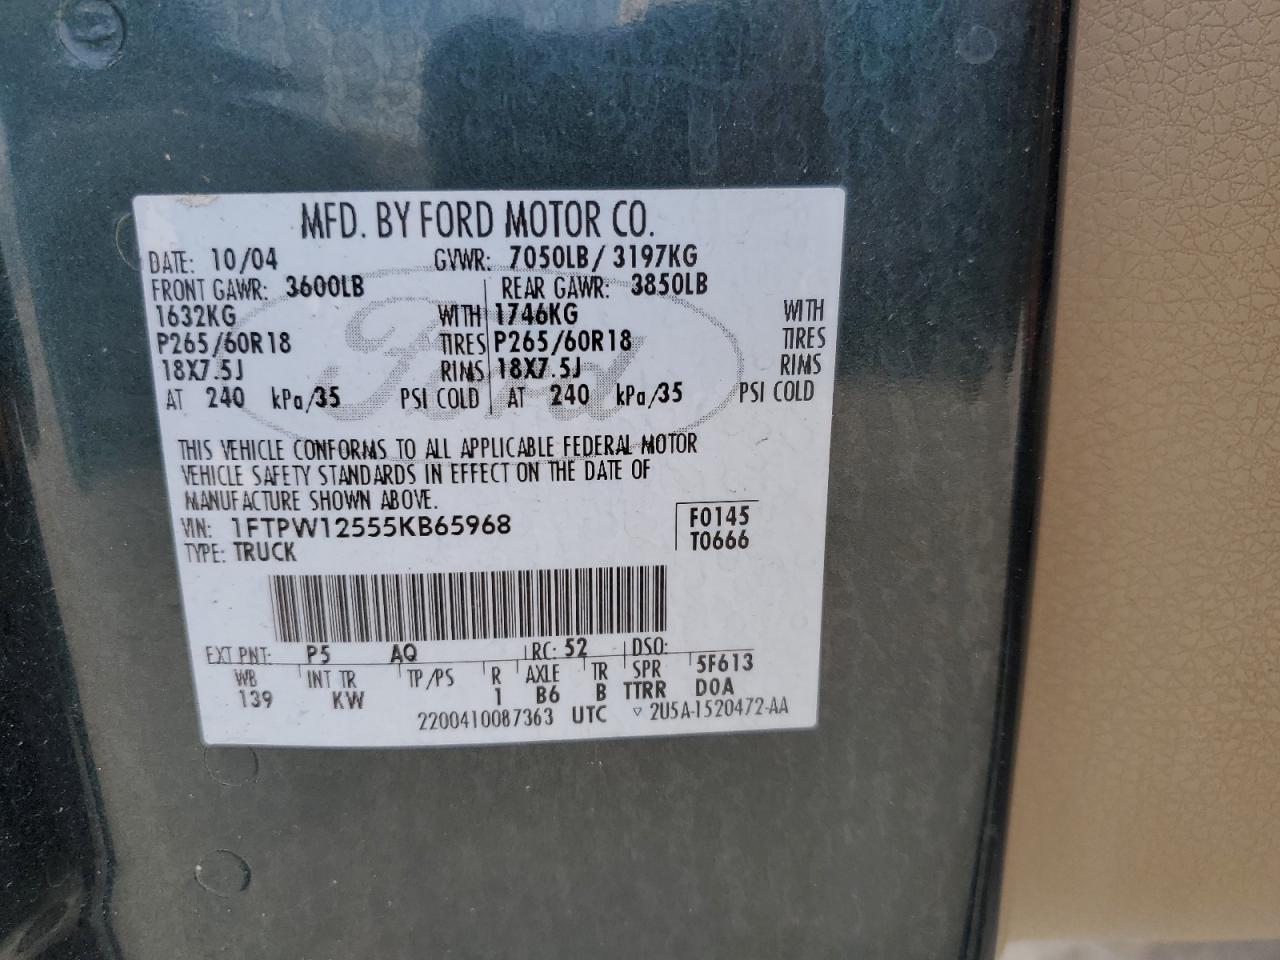 MFD. BY FORD MOTOR CO.
DATE: 10/04 GVWR: 7050LB/ 3197KG
FRONT GAWR: 3600LB REAR GAWR: 3850LB
1632KG WITH 1746KG WITH
P265/60R18 TIRES P265/60R18 TIRES
18X7.5J RIMS 18X7.5J RIMS
AT 240 kPa/35 PSI COLD AT 240 kPa/35 PSI COLD
Ford
THIS VEHICLE CONFORMS TO ALL APPLICABLE FEDERAL MOTOR
VEHICLE SAFETY STANDARDS IN EFFECT ON THE DATE OF
MANUFACTURE SHOWN ABOVE.
VIN: 1FTPW12555KB65968 F0145
TYPE: TRUCK T0666
EXT PNT: P5 AQ RC: 52 DSO:
WB INT TR TP/PS R AXLE TR SPR 5F613
139 KW 1 B6 B TTRR D0A
2200410087363 UTC ▽ 2U5A-1520472-AA